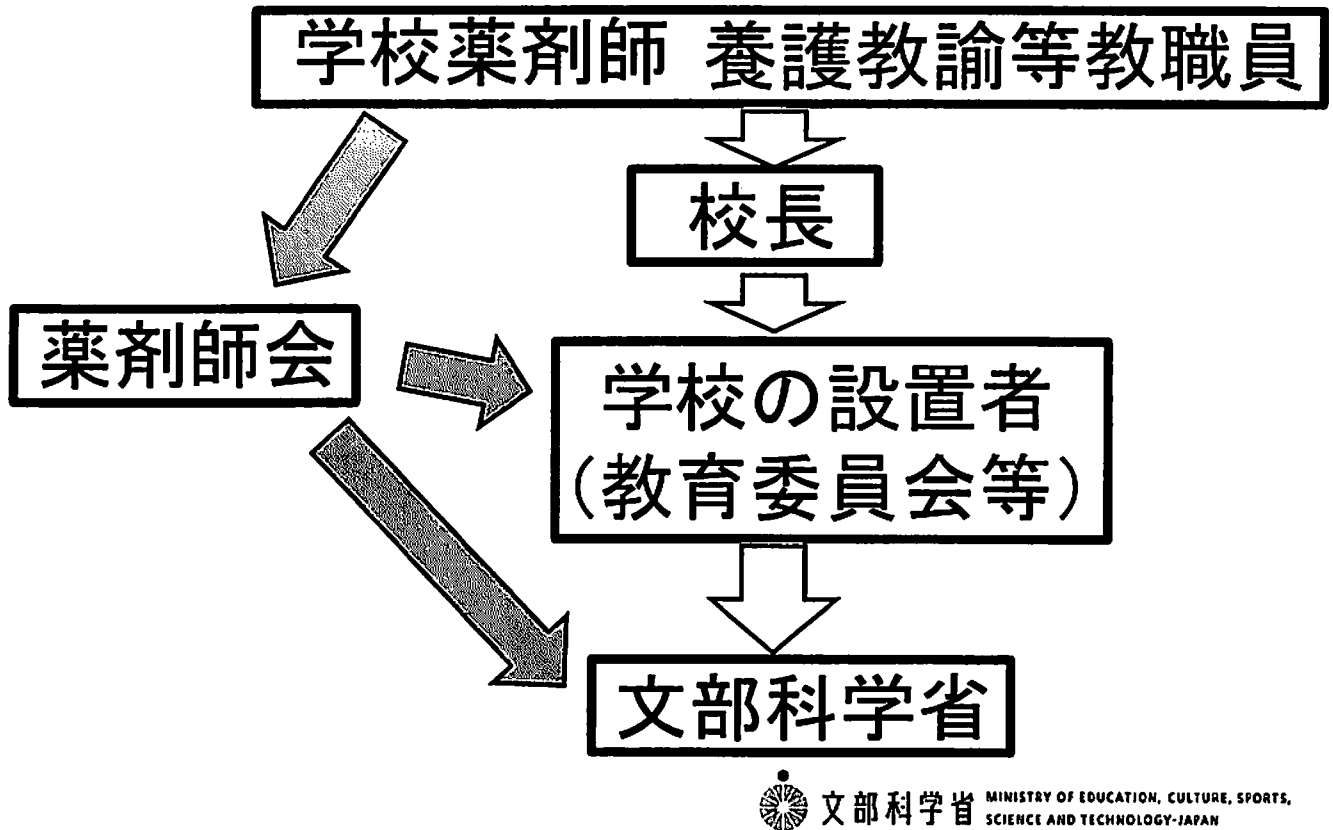 学校薬剤師 養護教諭等教職員
校長
薬剤師会
学校の設置者
(教育委員会等)
文部科学省
文部科学省
MINISTRY OF EDUCATION, CULTURE, SPORTS,
SCIENCE AND TECHNOLOGY-JAPAN